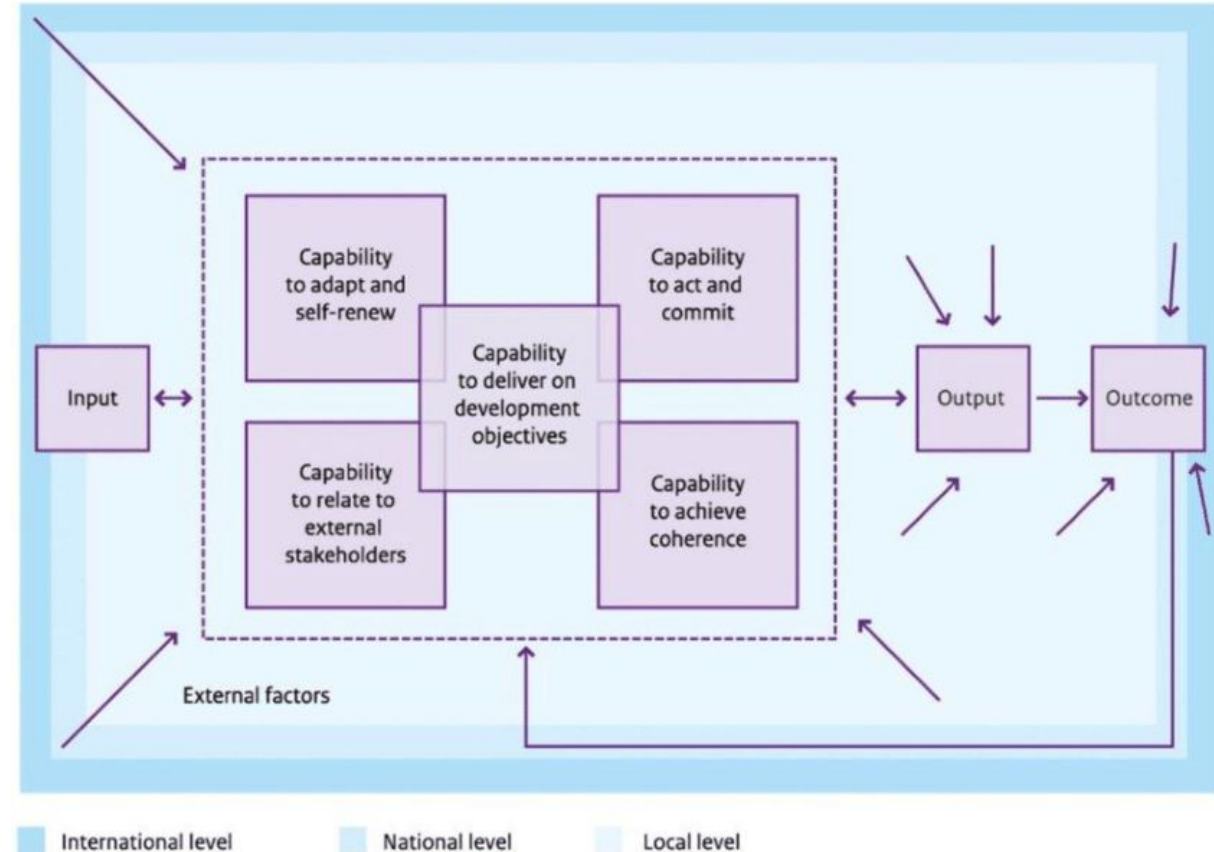 Capability
to adapt and
self-renew
Capability
to act and
commit
Capability
to deliver on
development
objectives
Input
Output
Outcome
Capability
to relate to
external
stakeholders
Capability
to achieve
coherence
External factors
International level
National level
Local level